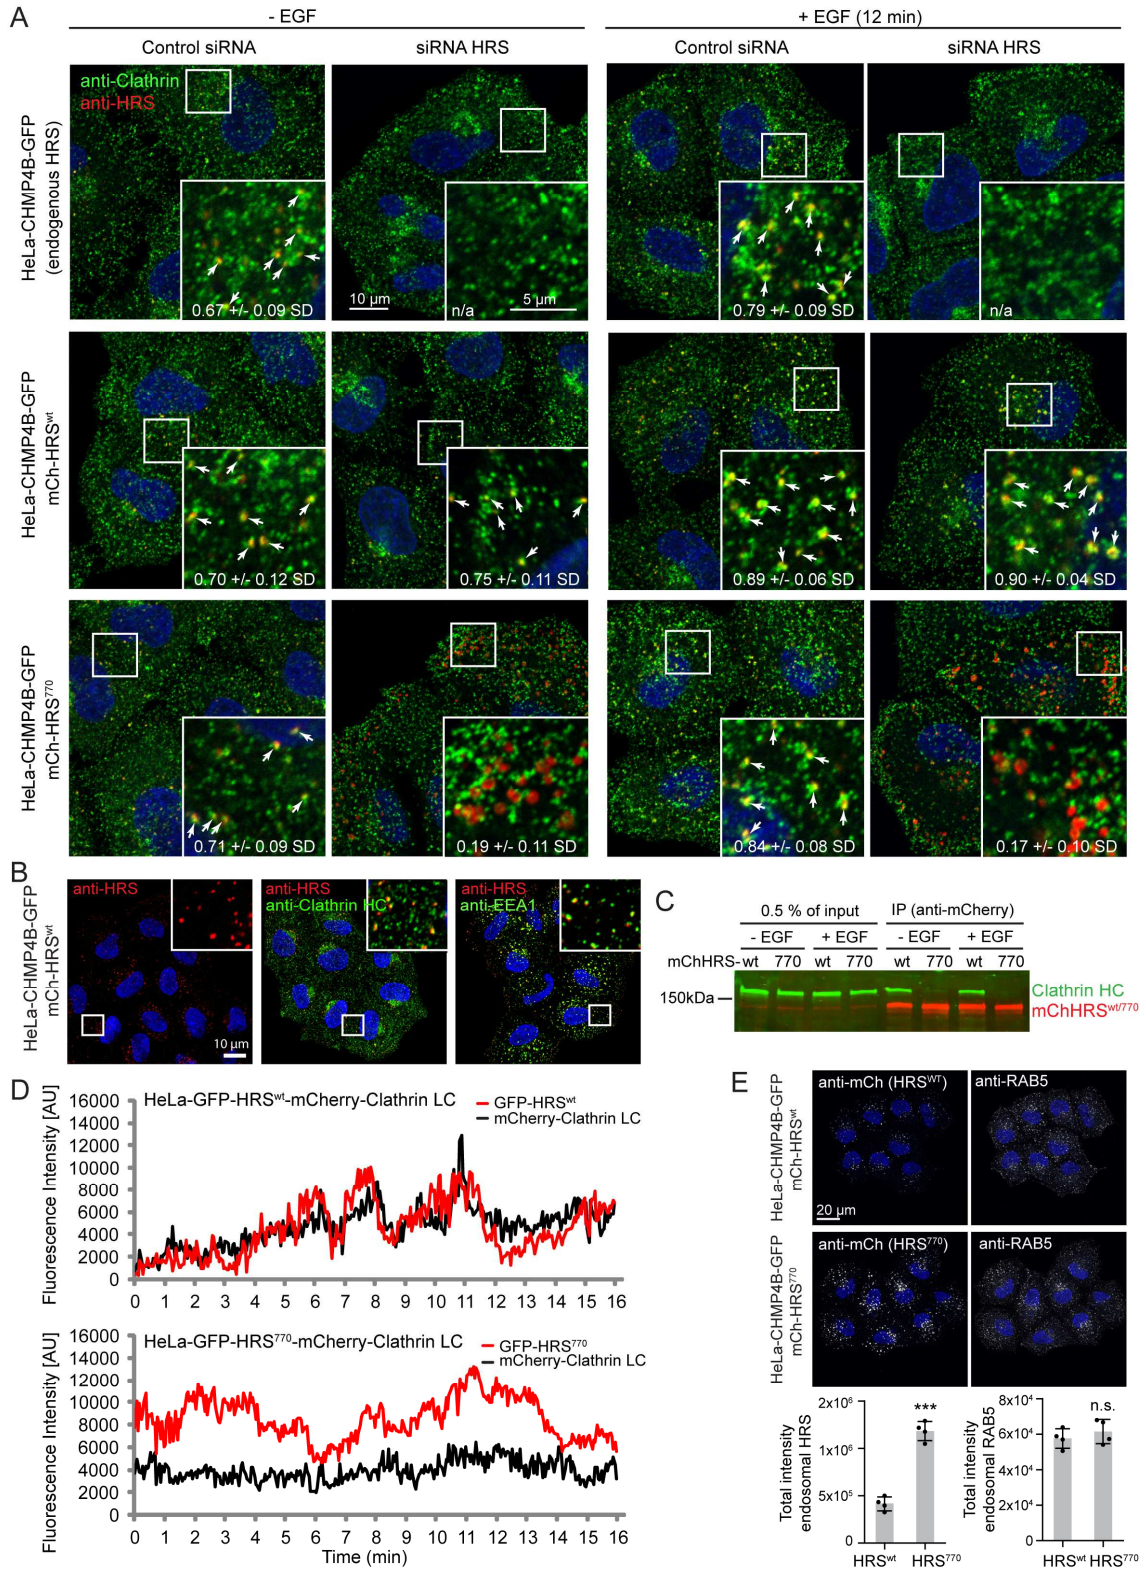 A
- EGF
+ EGF (12 min)
Control siRNA
siRNA HRS
Control siRNA
siRNA HRS
HeLa-CHMP4B-GFP
(endogenous HRS)
anti-Clathrin
anti-HRS
0.67 +/- 0.09 SD
10 µm
n/a
5 µm
0.79 +/- 0.09 SD
n/a
HeLa-CHMP4B-GFP
mCh-HRSwt
0.70 +/- 0.12 SD
0.75 +/- 0.11 SD
0.89 +/- 0.06 SD
0.90 +/- 0.04 SD
HeLa-CHMP4B-GFP
mCh-HRS770
0.71 +/- 0.09 SD
0.19 +/- 0.11 SD
0.84 +/- 0.08 SD
0.17 +/- 0.10 SD
B
HeLa-CHMP4B-GFP
mCh-HRSwt
anti-HRS
10 µm
anti-HRS
anti-Clathrin HC
anti-HRS
anti-EEA1
C
0.5 % of input
IP (anti-mCherry)
- EGF
+ EGF
- EGF
+ EGF
mChHRS- wt 770 wt 770 wt 770 wt 770
150kDa
Clathrin HC
mChHRSwt/770
D
HeLa-GFP-HRSwt-mCherry-Clathrin LC
GFP-HRSwt
mCherry-Clathrin LC
Fluorescence Intensity [AU]
16000
14000
12000
10000
8000
6000
4000
2000
0
0 1 2 3 4 5 6 7 8 9 10 11 12 13 14 15 16
HeLa-GFP-HRS770-mCherry-Clathrin LC
GFP-HRS770
mCherry-Clathrin LC
Fluorescence Intensity [AU]
16000
14000
12000
10000
8000
6000
4000
2000
0
0 1 2 3 4 5 6 7 8 9 10 11 12 13 14 15 16
Time (min)
E
HeLa-CHMP4B-GFP
mCh-HRSwt
anti-mCh (HRSWT)
20 µm
anti-RAB5
HeLa-CHMP4B-GFP
mCh-HRS770
anti-mCh (HRS770)
anti-RAB5
Total intensity
endosomal HRS
2x10⁶
1x10⁶
5x10⁵
0
***
HRSwt
HRS770
Total intensity
endosomal RAB5
8x10⁴
6x10⁴
4x10⁴
2x10⁴
0
n.s.
HRSwt HRS770